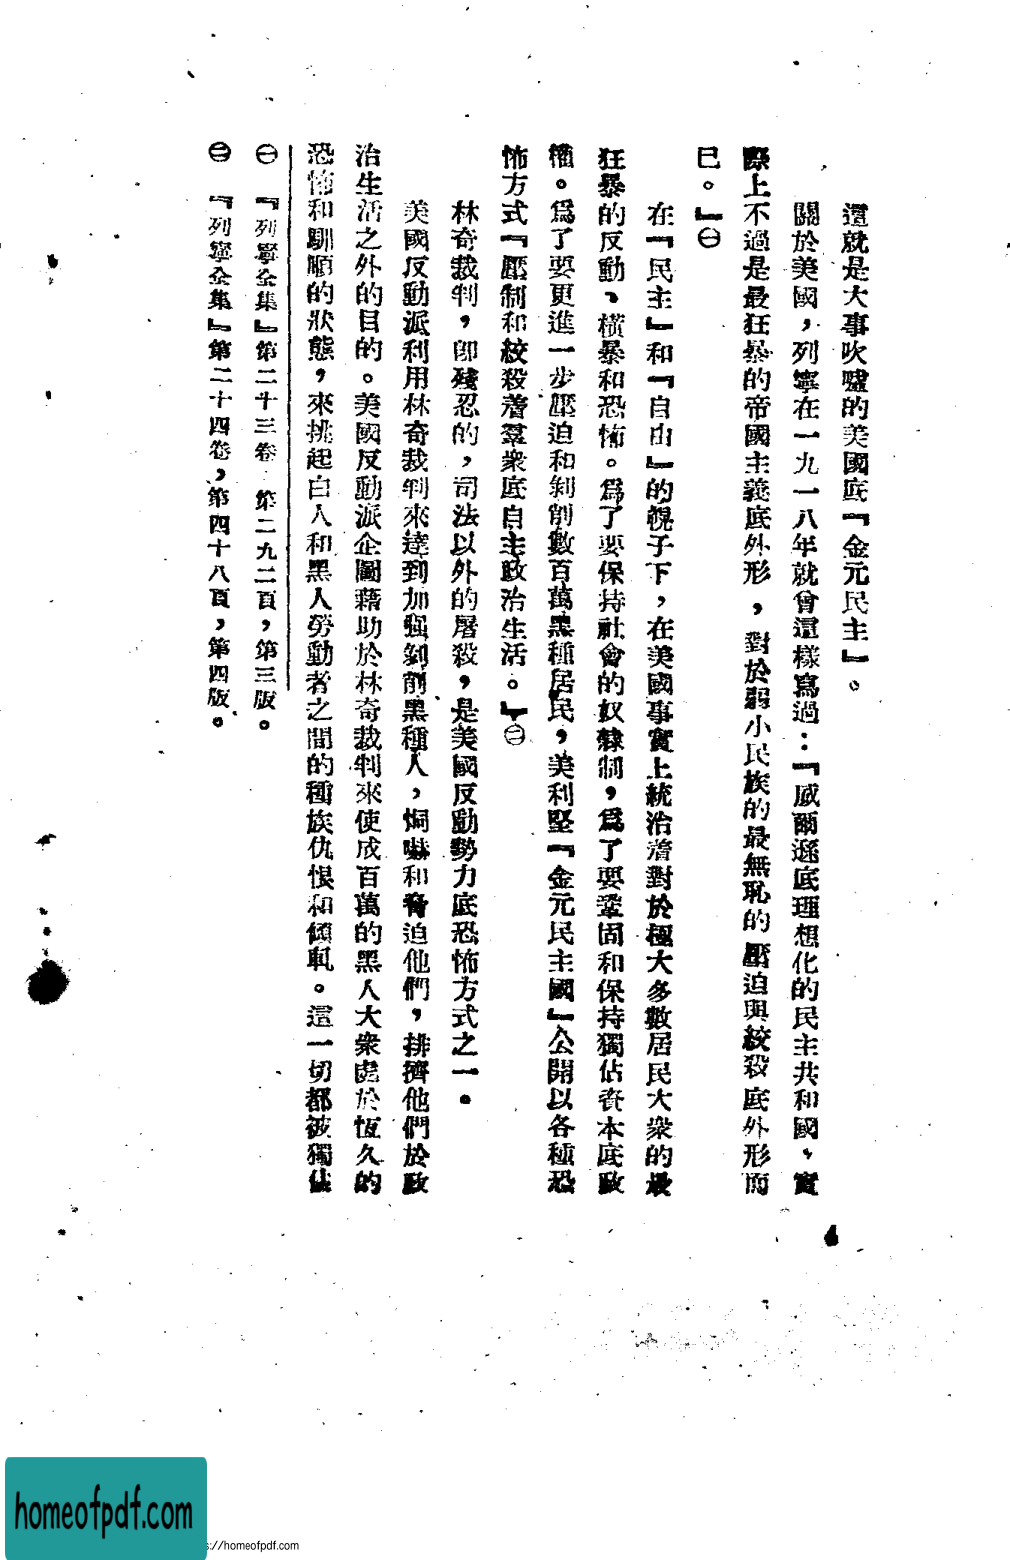 這就是大事吹噓的美國底『金元民主』。
關於美國，列寧在一九一八年就曾這樣寫過：『威爾遜底理想化的民主共和國、實
際上不過是最狂暴的帝國主義底外形，對於弱小民族的最無恥的壓迫與絞殺底外形而
已。』㊀
在『民主』和『自由』的幌子下，在美國事實上統治着對於極大多數居民大衆的最
狂暴的反動、橫暴和恐怖。爲了要保持社會的奴隸制，爲了要鞏固和保持獨佔資本底政
權。爲了要更進一步壓迫和剝削數百萬黑種居民，美利堅『金元民主國』公開以各種恐
怖方式『壓制和絞殺着羣衆底自主政治生活。』㊁
林奇裁判，卽殘忍的，司法以外的屠殺，是美國反動勢力底恐怖方式之一。
美國反動派利用林奇裁判來達到加强剝削黑種人，恫嚇和脅迫他們，排擠他們於政
治生活之外的目的。美國反動派企圖藉助於林奇裁判來使成百萬的黑人大衆處於恆久的
恐怖和馴順的狀態，來挑起白人和黑人勞動者之間的種族仇恨和傾軋。這一切都被獨佔
㊀　『列寧全集』第二十三卷　第二九二頁，第三版。
㊁　『列寧全集』第二十四卷，第四十八頁，第四版。
4
homeofpdf.com
://homeofpdf.com